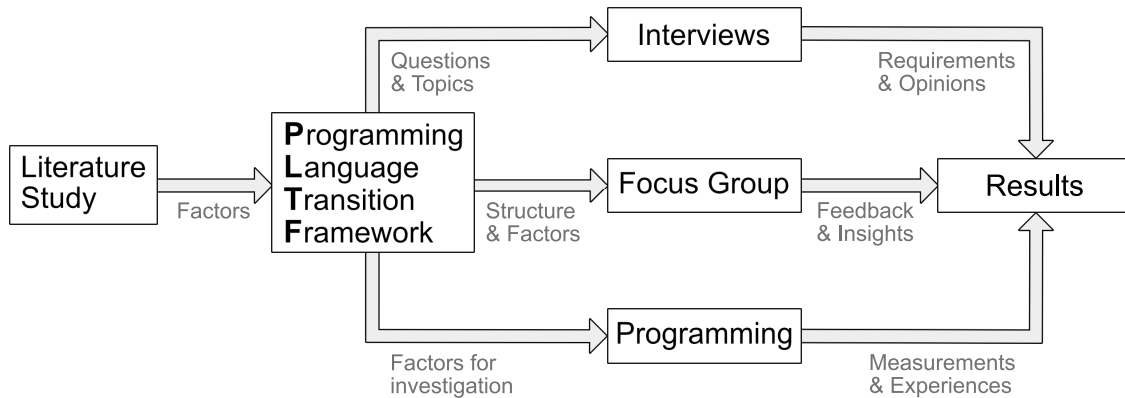 Interviews
Questions
& Topics
Requirements
& Opinions
Literature
Study
Factors
Programming
Language
Transition
Framework
Structure
& Factors
Focus Group
Feedback
& Insights
Results
Factors for
investigation
Programming
Measurements
& Experiences